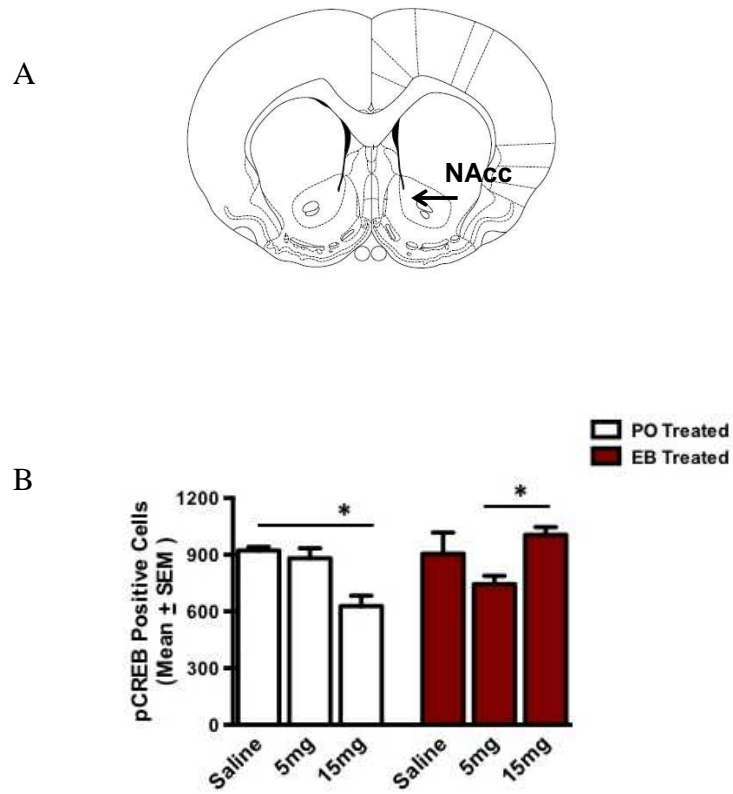 A
NAcc
B
PO Treated
EB Treated
pCREB Positive Cells
(Mean ± SEM )
1200
900
600
300
0
*
*
Saline
5mg
15mg
Saline
5mg
15mg